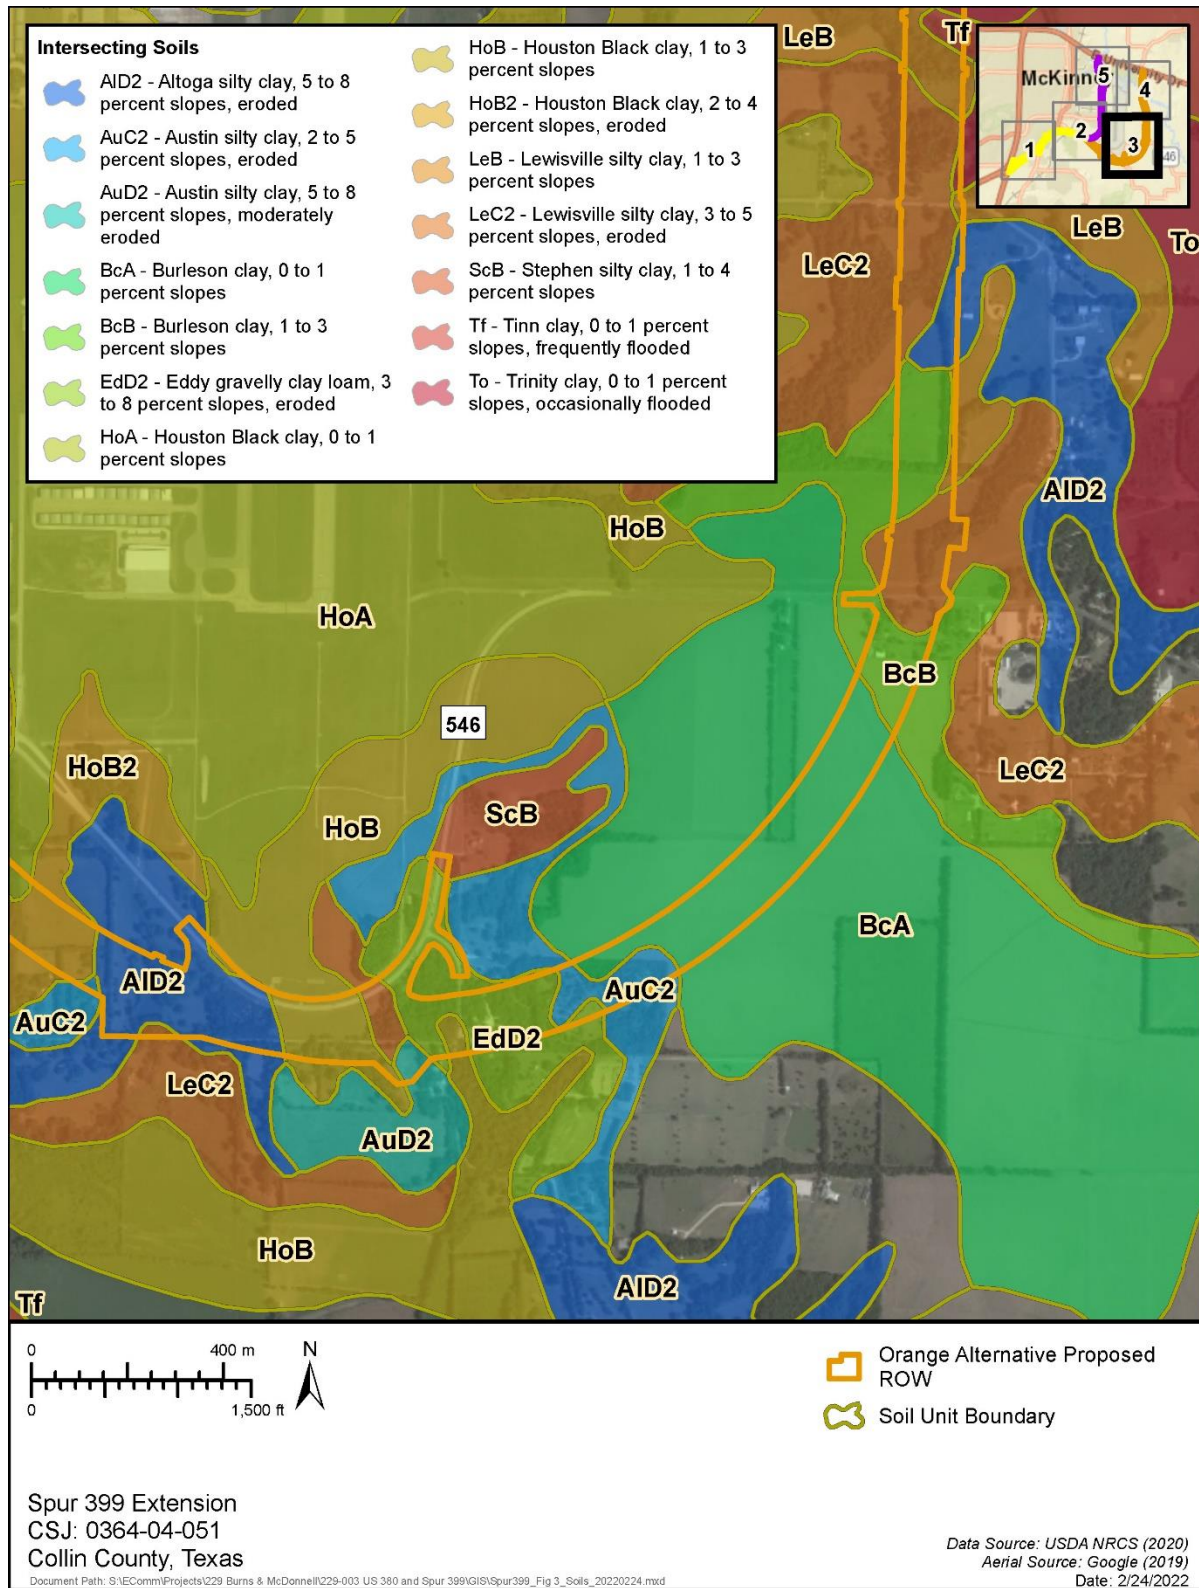 Intersecting Soils
AlD2 - Altoga silty clay, 5 to 8
percent slopes, eroded
AuC2 - Austin silty clay, 2 to 5
percent slopes, eroded
AuD2 - Austin silty clay, 5 to 8
percent slopes, moderately
eroded
BcA - Burleson clay, 0 to 1
percent slopes
BcB - Burleson clay, 1 to 3
percent slopes
EdD2 - Eddy gravelly clay loam, 3
to 8 percent slopes, eroded
HoA - Houston Black clay, 0 to 1
percent slopes
HoB - Houston Black clay, 1 to 3
percent slopes
HoB2 - Houston Black clay, 2 to 4
percent slopes, eroded
LeB - Lewisville silty clay, 1 to 3
percent slopes
LeC2 - Lewisville silty clay, 3 to 5
percent slopes, eroded
ScB - Stephen silty clay, 1 to 4
percent slopes
Tf - Tinn clay, 0 to 1 percent
slopes, frequently flooded
To - Trinity clay, 0 to 1 percent
slopes, occasionally flooded
LeB
Tf
McKinney
E University Dr
5
4
1
2
3
546
LeB
To
LeC2
AlD2
HoB
HoA
BcB
546
HoB2
LeC2
ScB
HoB
BcA
AlD2
AuC2
AuC2
EdD2
LeC2
AuD2
HoB
AlD2
Tf
0
400 m
N
0
1,500 ft
Orange Alternative Proposed
ROW
Soil Unit Boundary
Spur 399 Extension
CSJ: 0364-04-051
Collin County, Texas
Data Source: USDA NRCS (2020)
Aerial Source: Google (2019)
Date: 2/24/2022
Document Path: S:\EComm\Projects\229 Burns & McDonnell\229-003 US 380 and Spur 399\GIS\Spur399_Fig 3_Soils_20220224.mxd